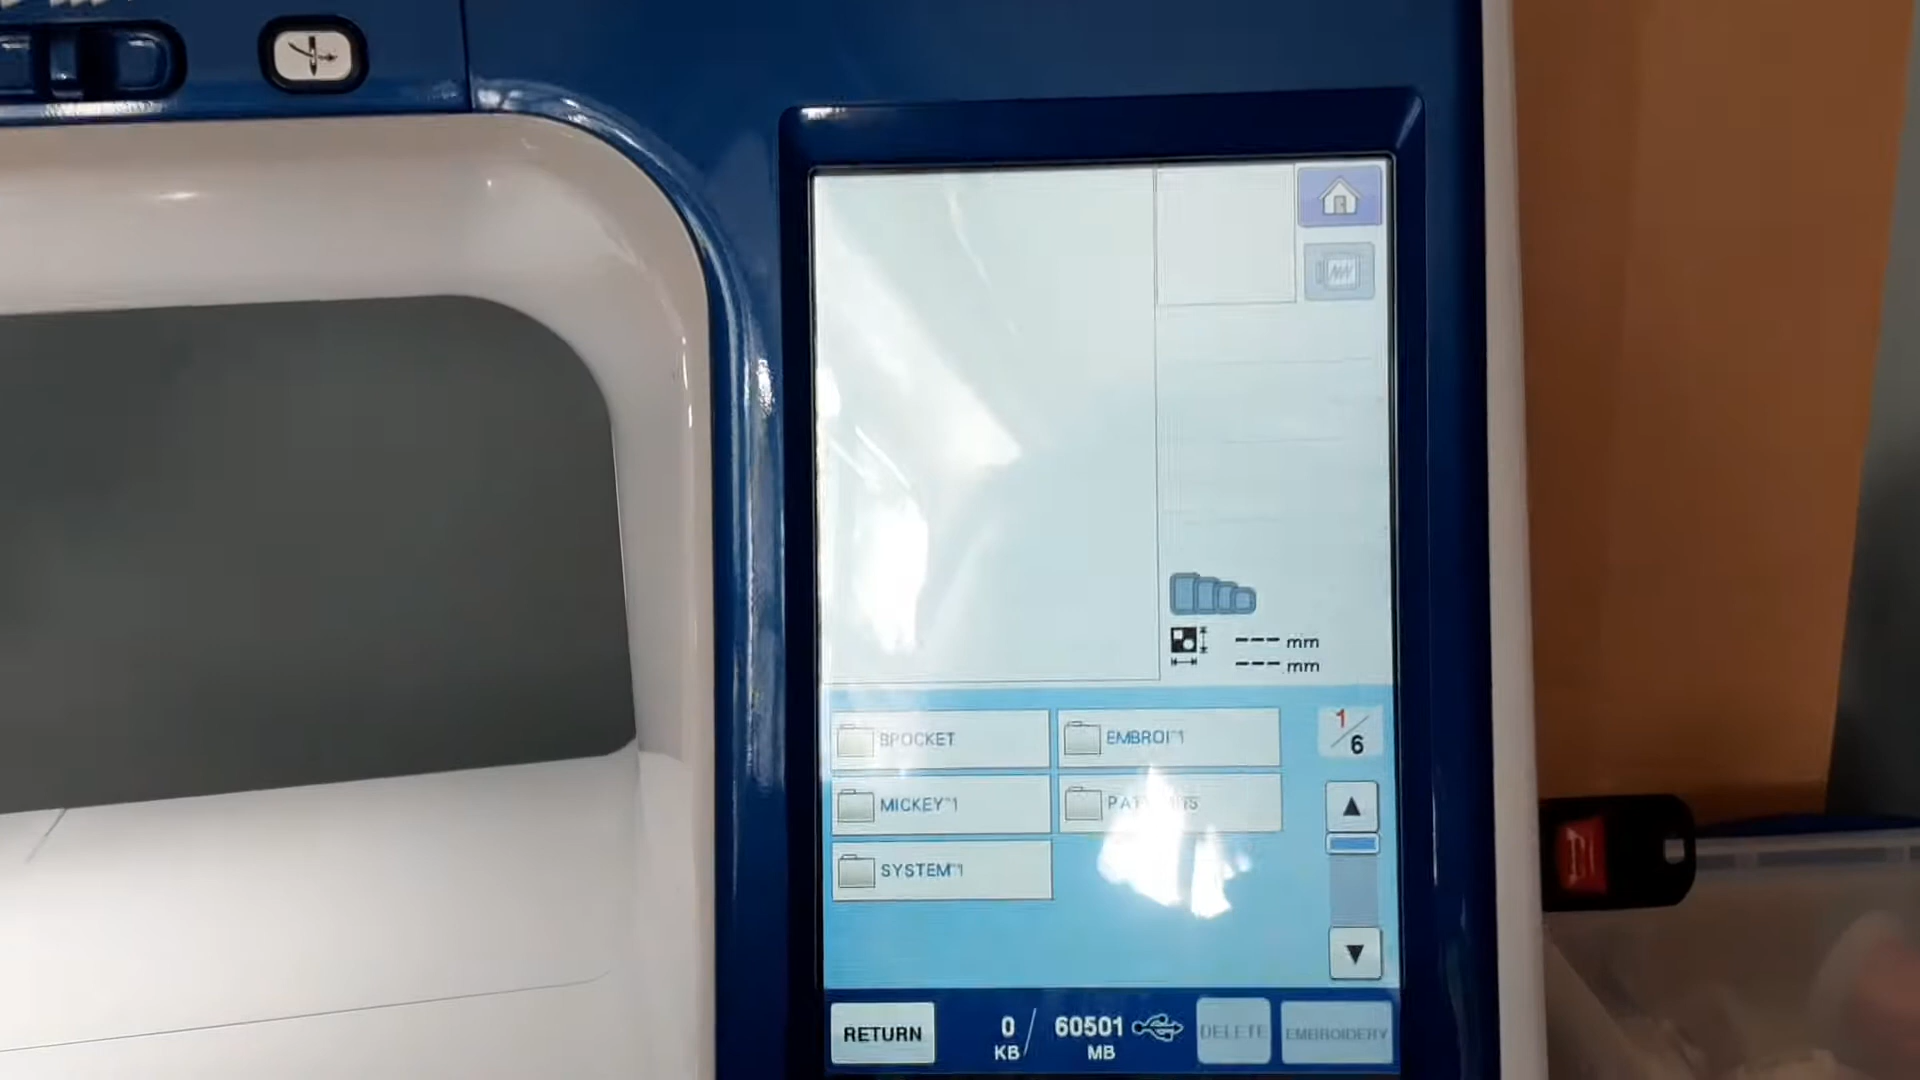 mm
mm
BPOCKET
EMBROI~1
1/6
MICKEY~1
SYSTEM~1
RETURN
0 KB / 60501 MB
DELETE
EMBROIDERY